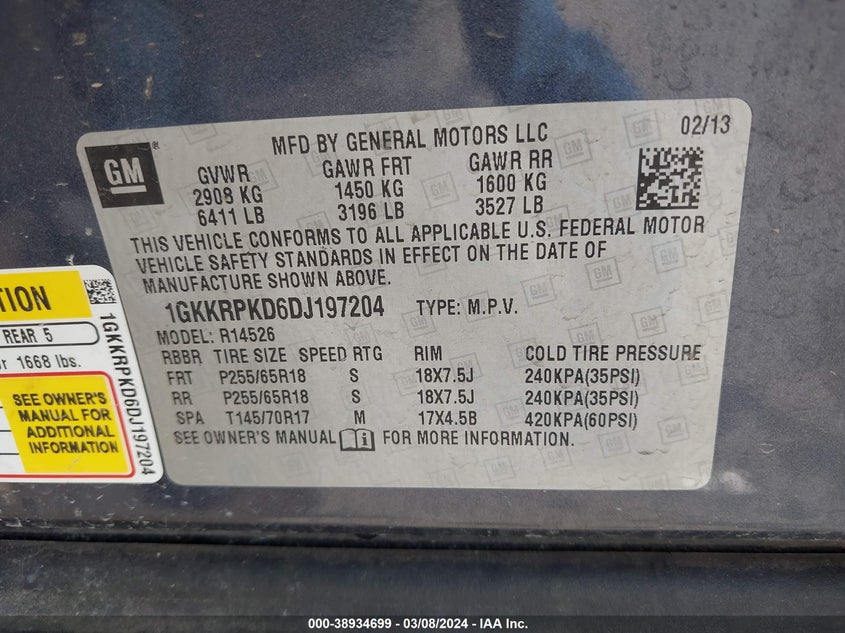 GM
MFD BY GENERAL MOTORS LLC
02/13
GVWR GAWR FRT GAWR RR
2908 KG 1450 KG 1600 KG
6411 LB 3196 LB 3527 LB
THIS VEHICLE CONFORMS TO ALL APPLICABLE U.S. FEDERAL MOTOR
VEHICLE SAFETY STANDARDS IN EFFECT ON THE DATE OF
MANUFACTURE SHOWN ABOVE.
1GKKRPKD6DJ197204 TYPE: M.P.V.
MODEL: R14526
RBBR TIRE SIZE SPEED RTG RIM COLD TIRE PRESSURE
FRT P255/65R18 S 18X7.5J 240KPA(35PSI)
RR P255/65R18 S 18X7.5J 240KPA(35PSI)
SPA T145/70R17 M 17X4.5B 420KPA(60PSI)
SEE OWNER'S MANUAL FOR MORE INFORMATION.
REAR 5
1668 lbs.
SEE OWNER'S
MANUAL FOR
ADDITIONAL
INFORMATION
1GKKRPKD6DJ197204
000-38934699 - 03/08/2024 - IAA Inc.